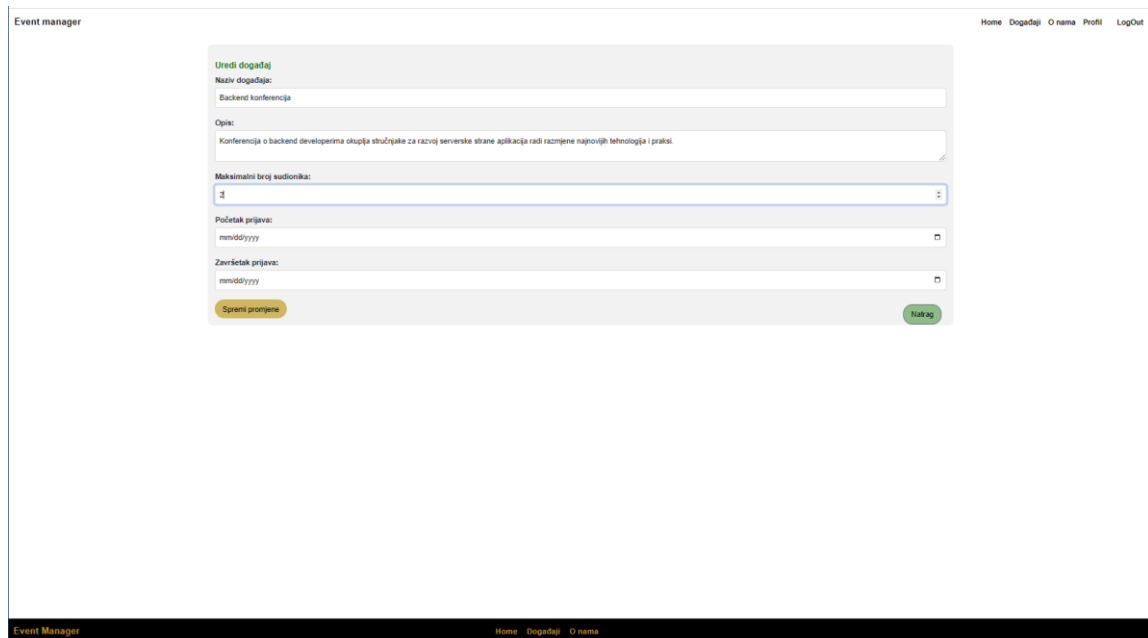 Event manager
Home Događaji O nama Profil LogOut
Uredi događaj
Naziv događaja:
Backend konferencija
Opis:
Konferencija o backend developerima okuplja stručnjake za razvoj serverske strane aplikacija radi razmjene najnovijih tehnologija i praksi.
Maksimalni broj sudionika:
2
Početak prijava:
mm/dd/yyyy
Završetak prijava:
mm/dd/yyyy
Spremi promjene
Natrag
Event Manager
Home Događaji O nama